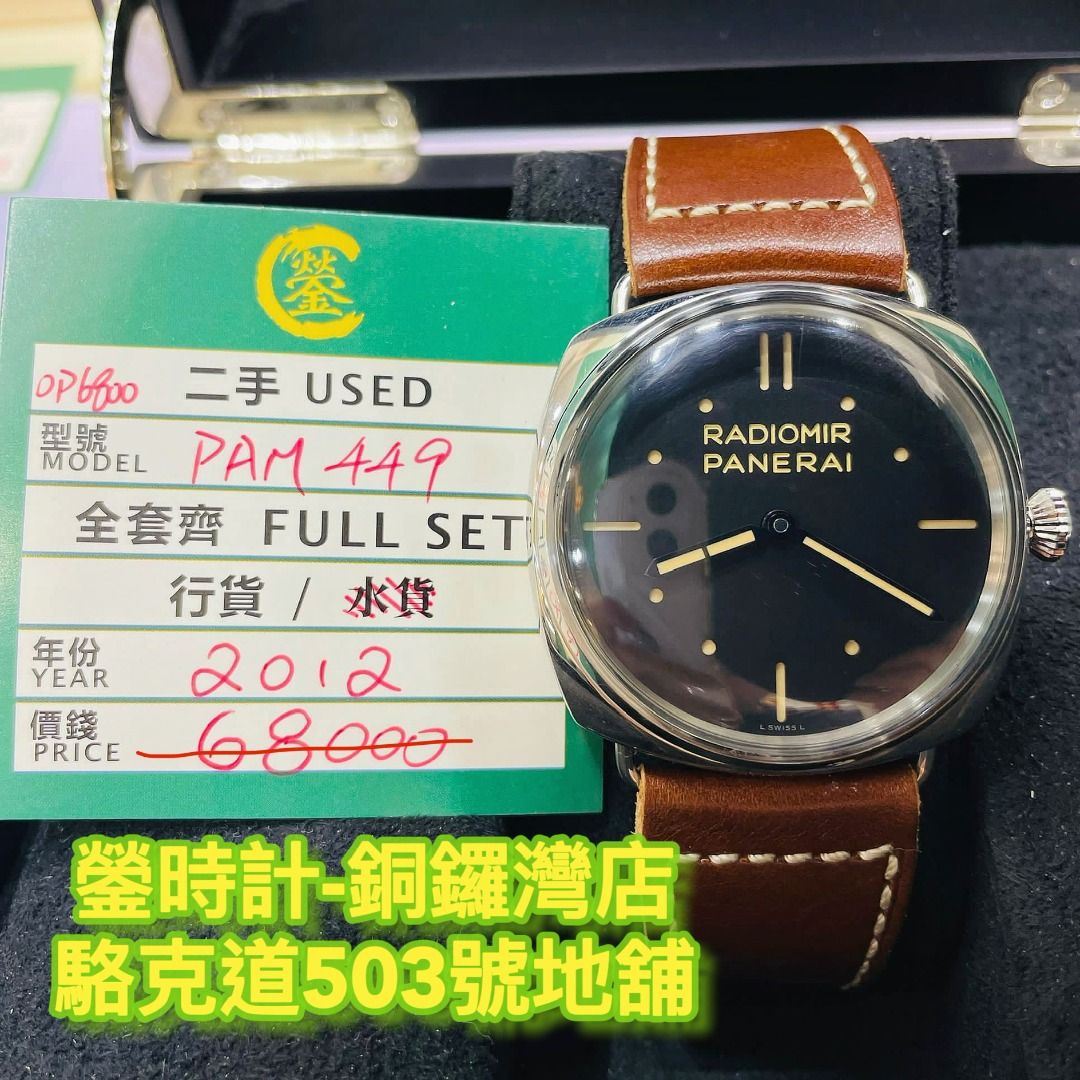 鎣
OP6800 二手 USED
型號 MODEL PAM 449
全套齊 FULL SET
行貨 / 水貨
年份 YEAR 2012
價錢 PRICE 68000
RADIOMIR
PANERAI
L SWISS L
鎣時計-銅鑼灣店
駱克道503號地舖